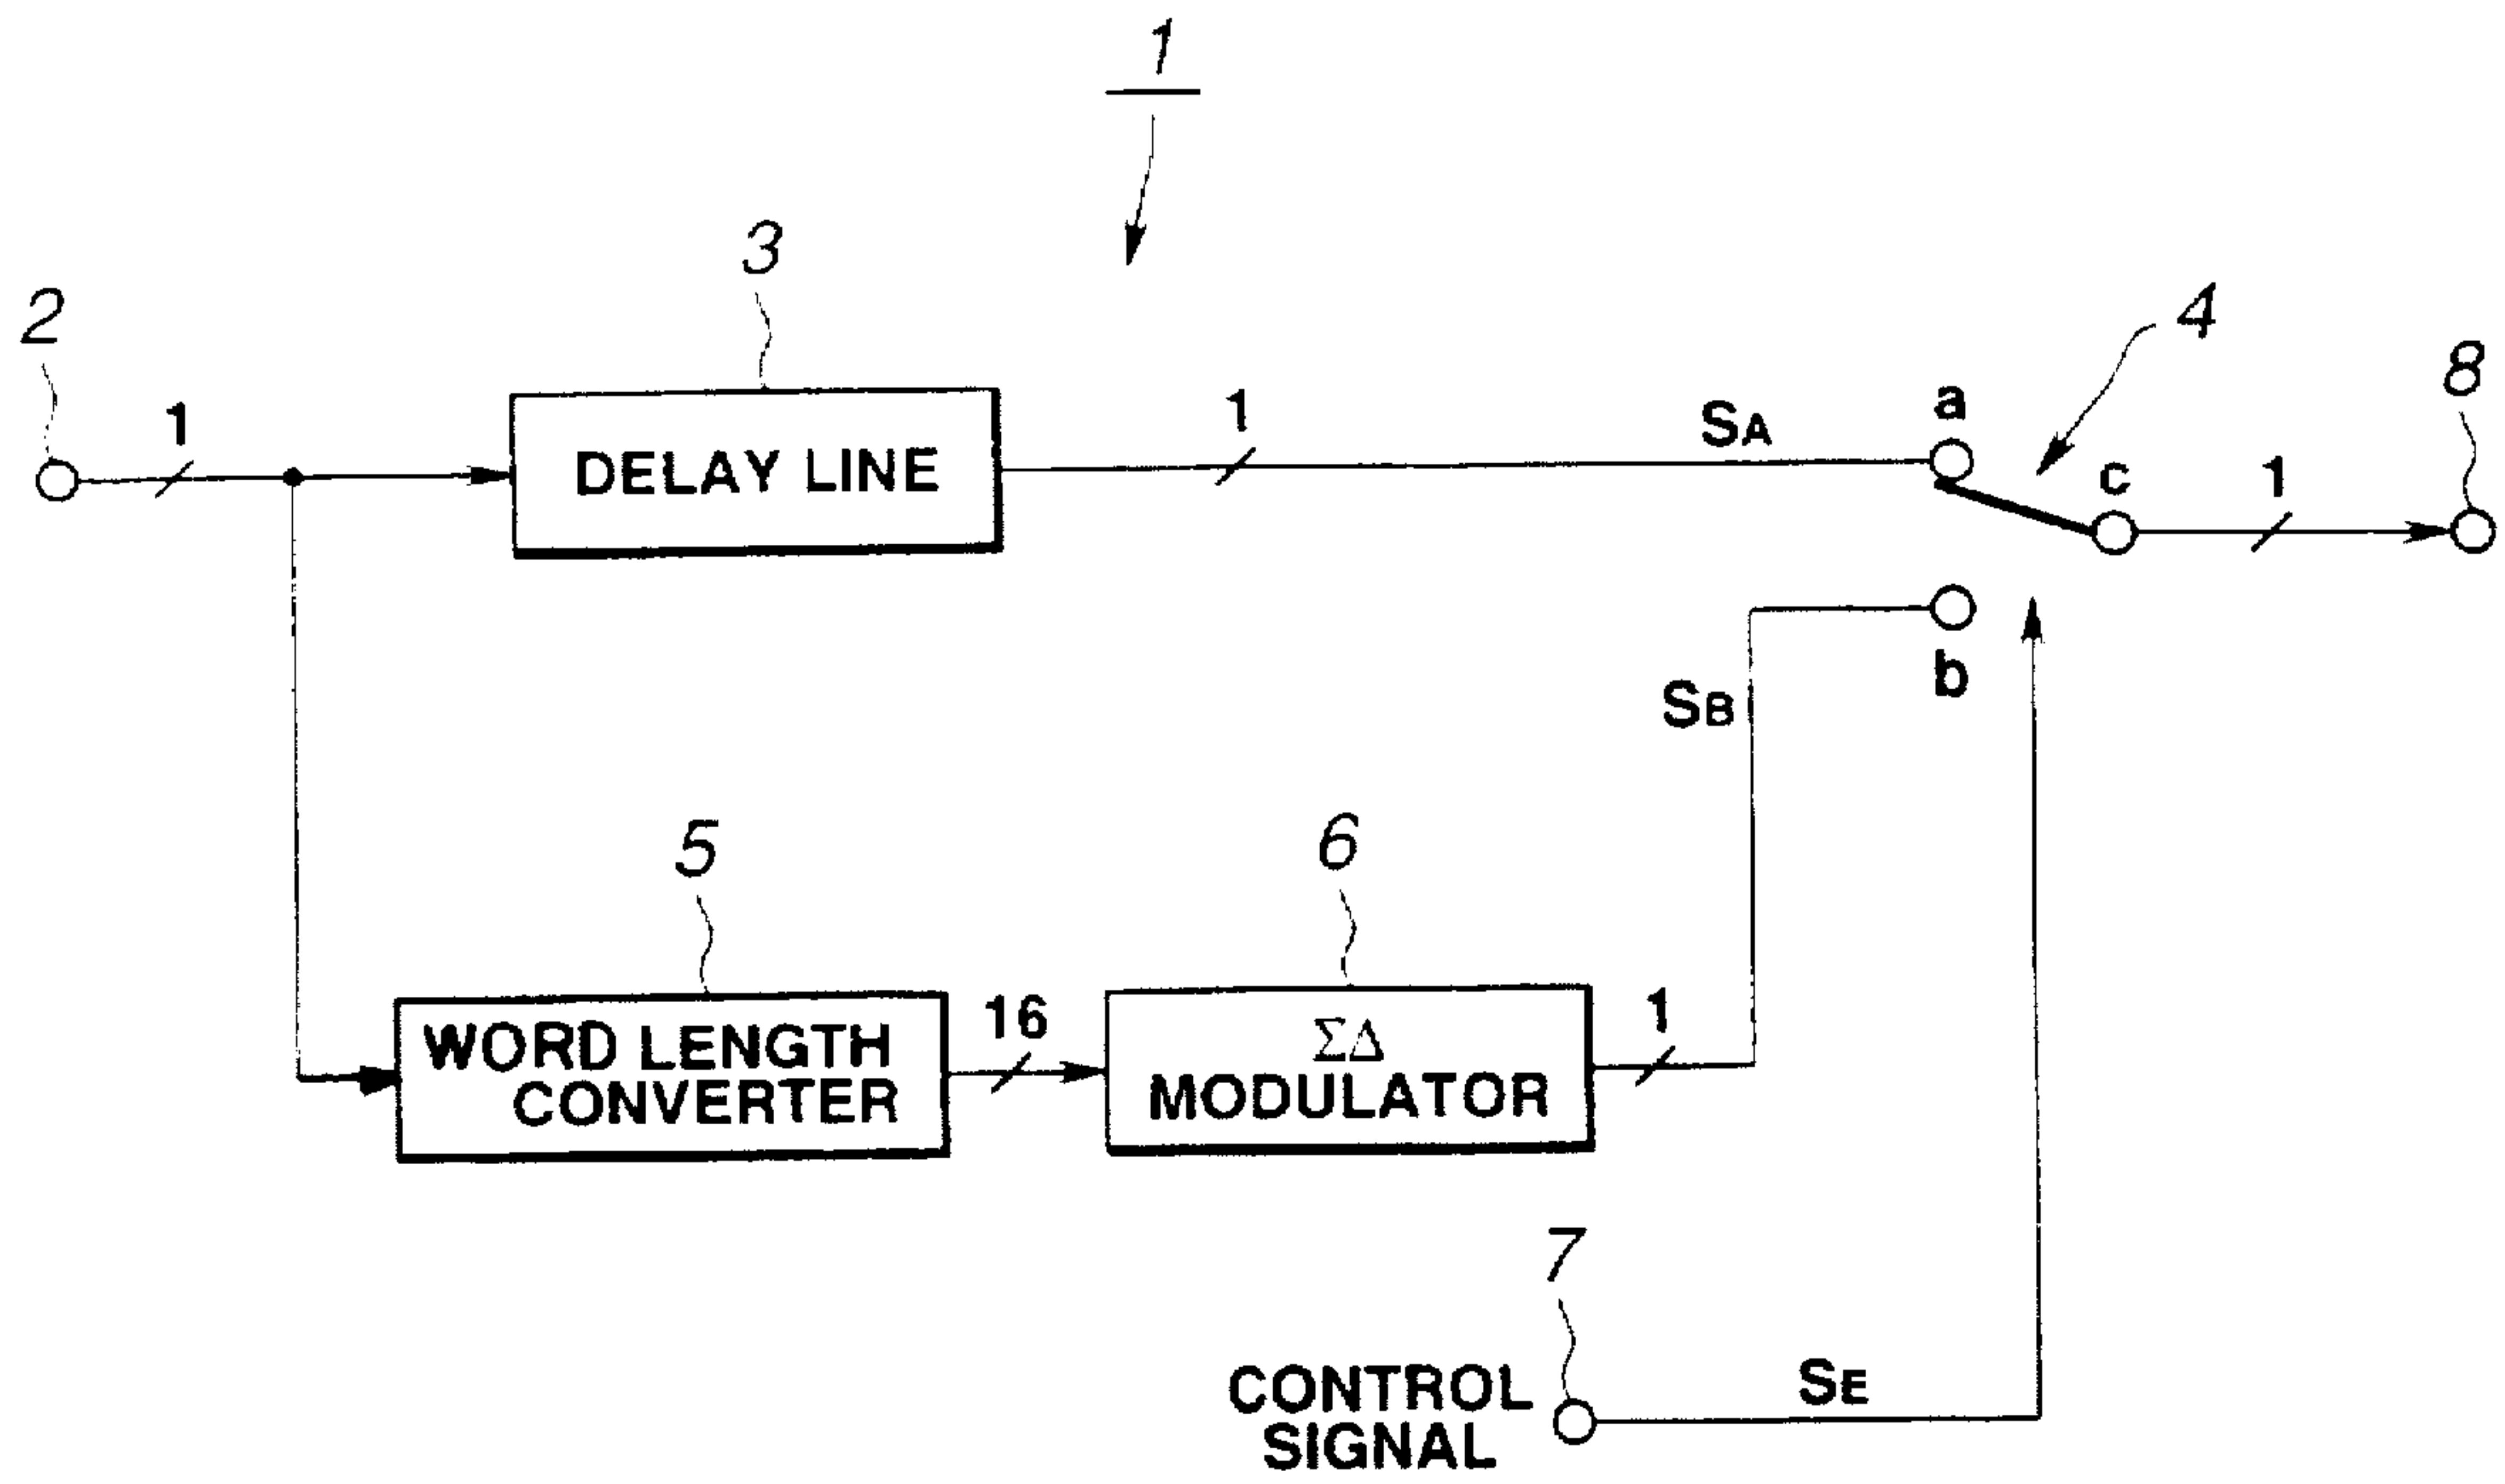 1
3
2
4
8
1
1
SA
a
c
1
DELAY LINE
b
SB
5
6
16
1
WORD LENGTH
CONVERTER
ΣΔ
MODULATOR
7
SE
CONTROL
SIGNAL